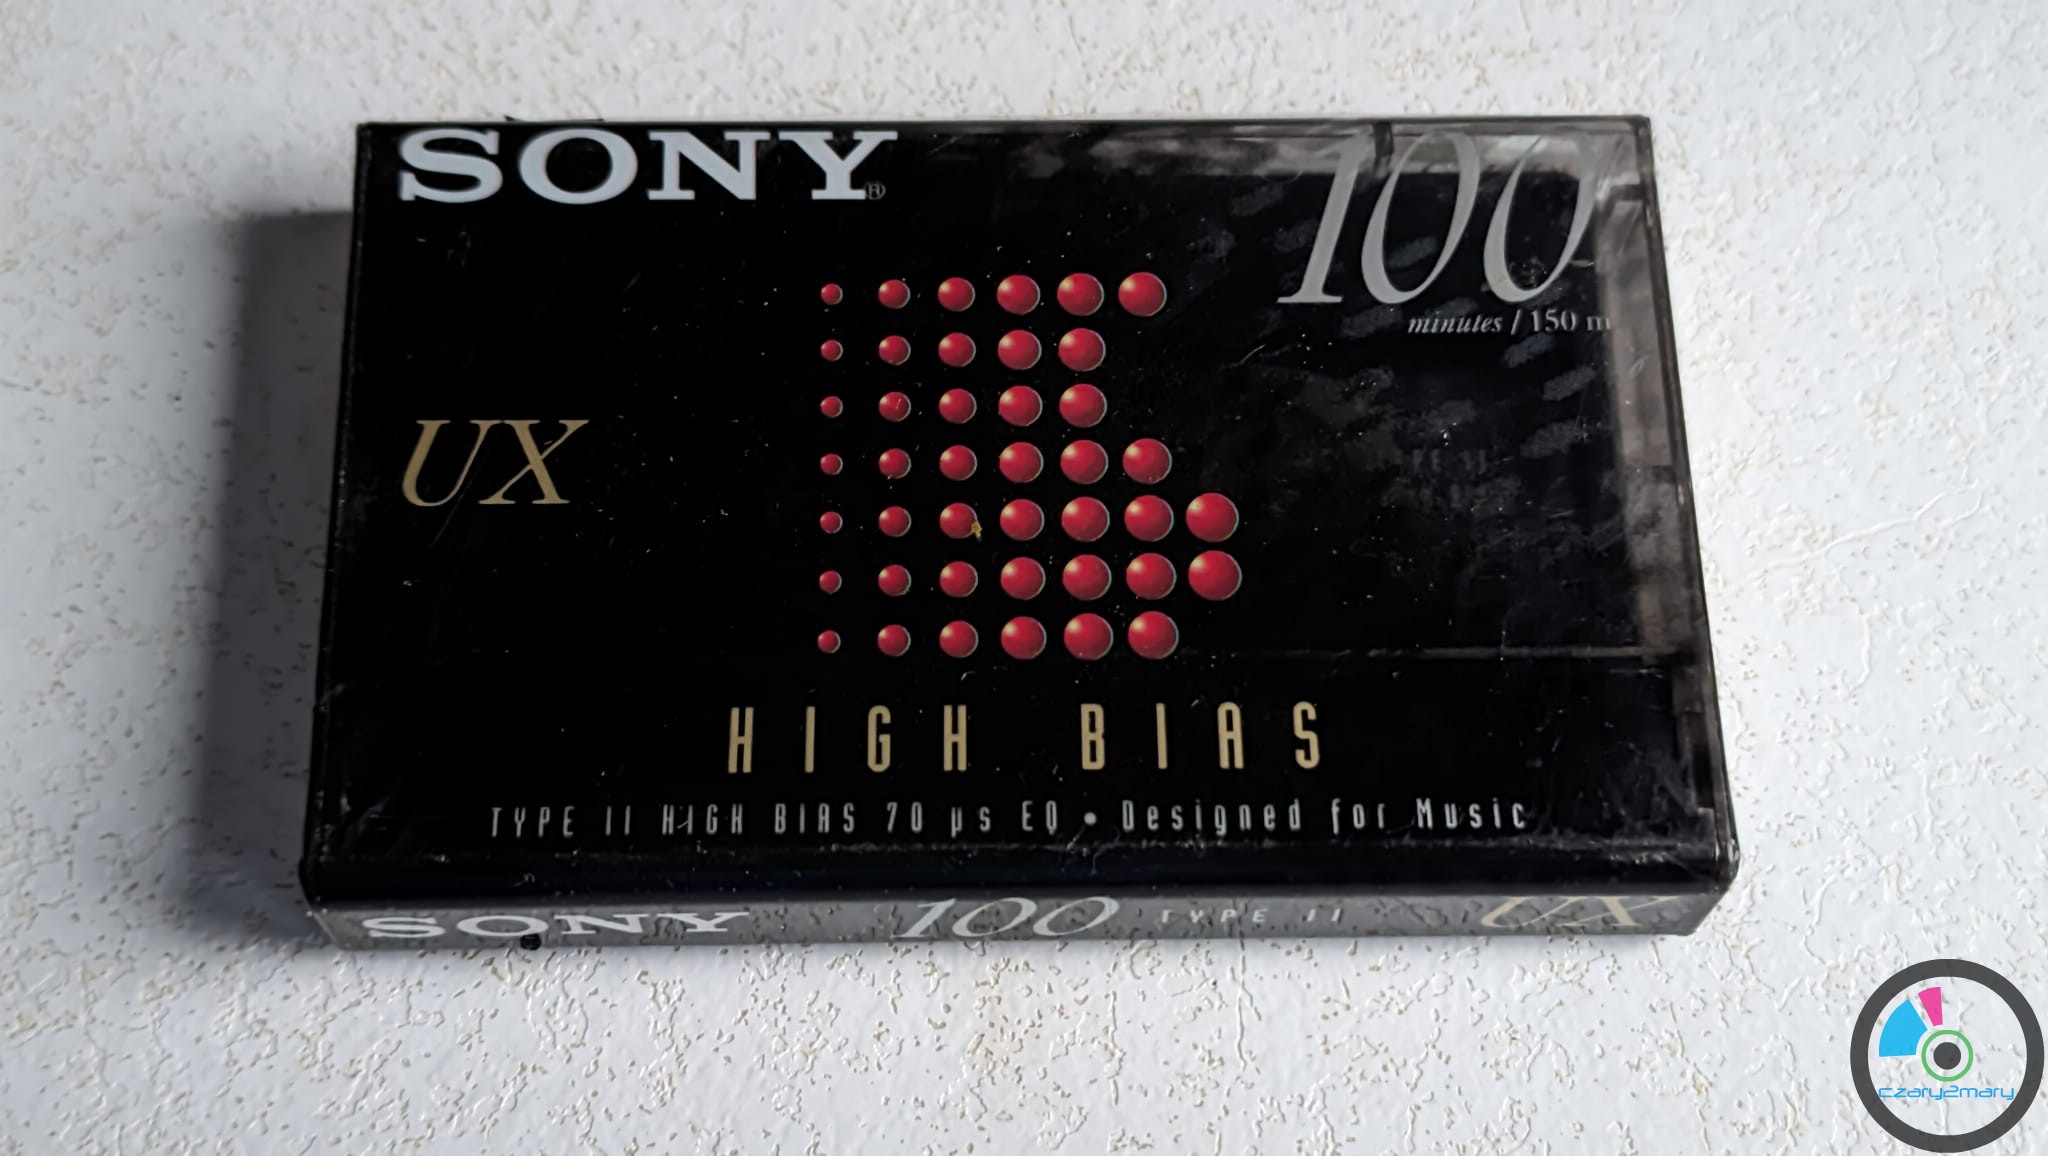 SONY®
100
minutes / 150 m
UX
HIGH BIAS
TYPE II HIGH BIAS 70 µs EQ • Designed for Music
SONY 100 TYPE II UX
czary2mary